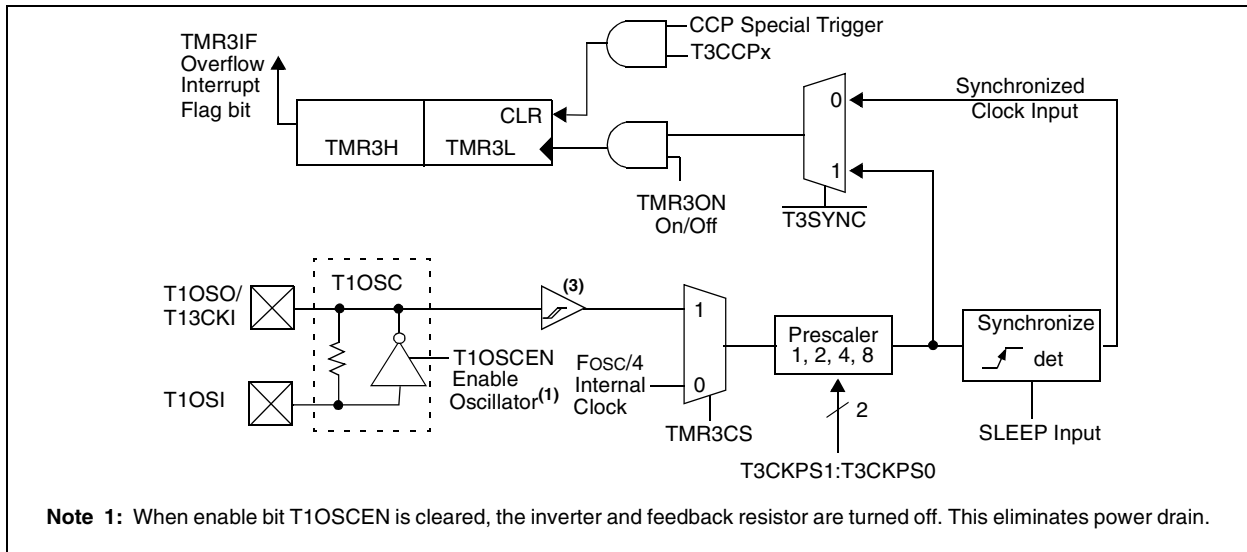 CCP Special Trigger
T3CCPx
TMR3IF
Overflow
Interrupt
Flag bit
CLR
TMR3H
TMR3L
TMR3ON
On/Off
0
1
T3SYNC
Synchronized
Clock Input
T1OSO/
T13CKI
T1OSI
T1OSC
T1OSCEN
Enable
Oscillator(1)
(3)
FOSC/4
Internal
Clock
1
0
TMR3CS
Prescaler
1, 2, 4, 8
2
T3CKPS1:T3CKPS0
Synchronize
det
SLEEP Input
Note 1: When enable bit T1OSCEN is cleared, the inverter and feedback resistor are turned off. This eliminates power drain.